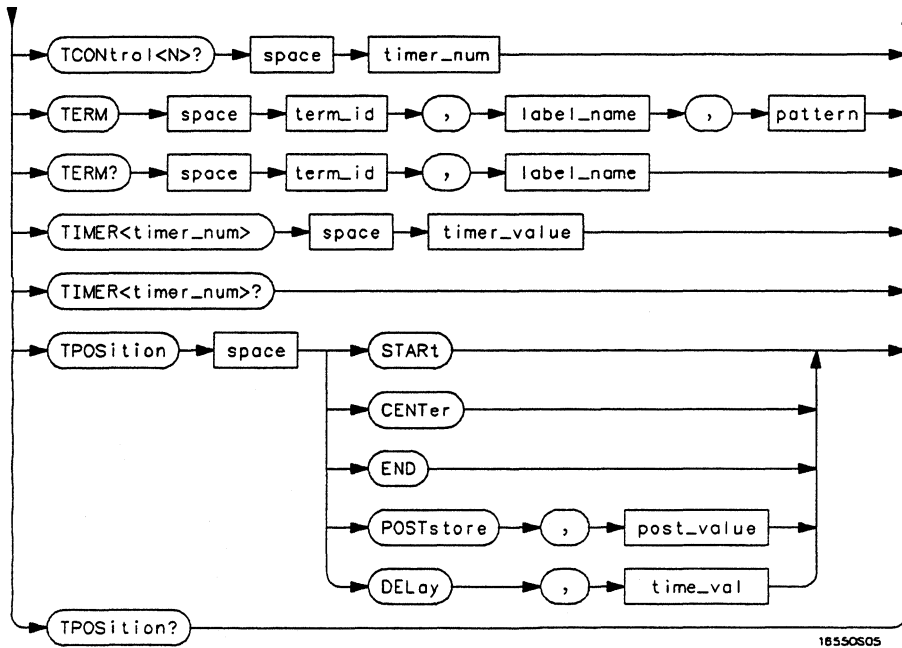 TCONtrol<N>? space timer_num
TERM space term_id , label_name , pattern
TERM? space term_id , label_name
TIMER<timer_num> space timer_value
TIMER<timer_num>?
TPOSition space STARt
CENTer
END
POSTstore , post_value
DELay , time_val
TPOSition?
16550S05